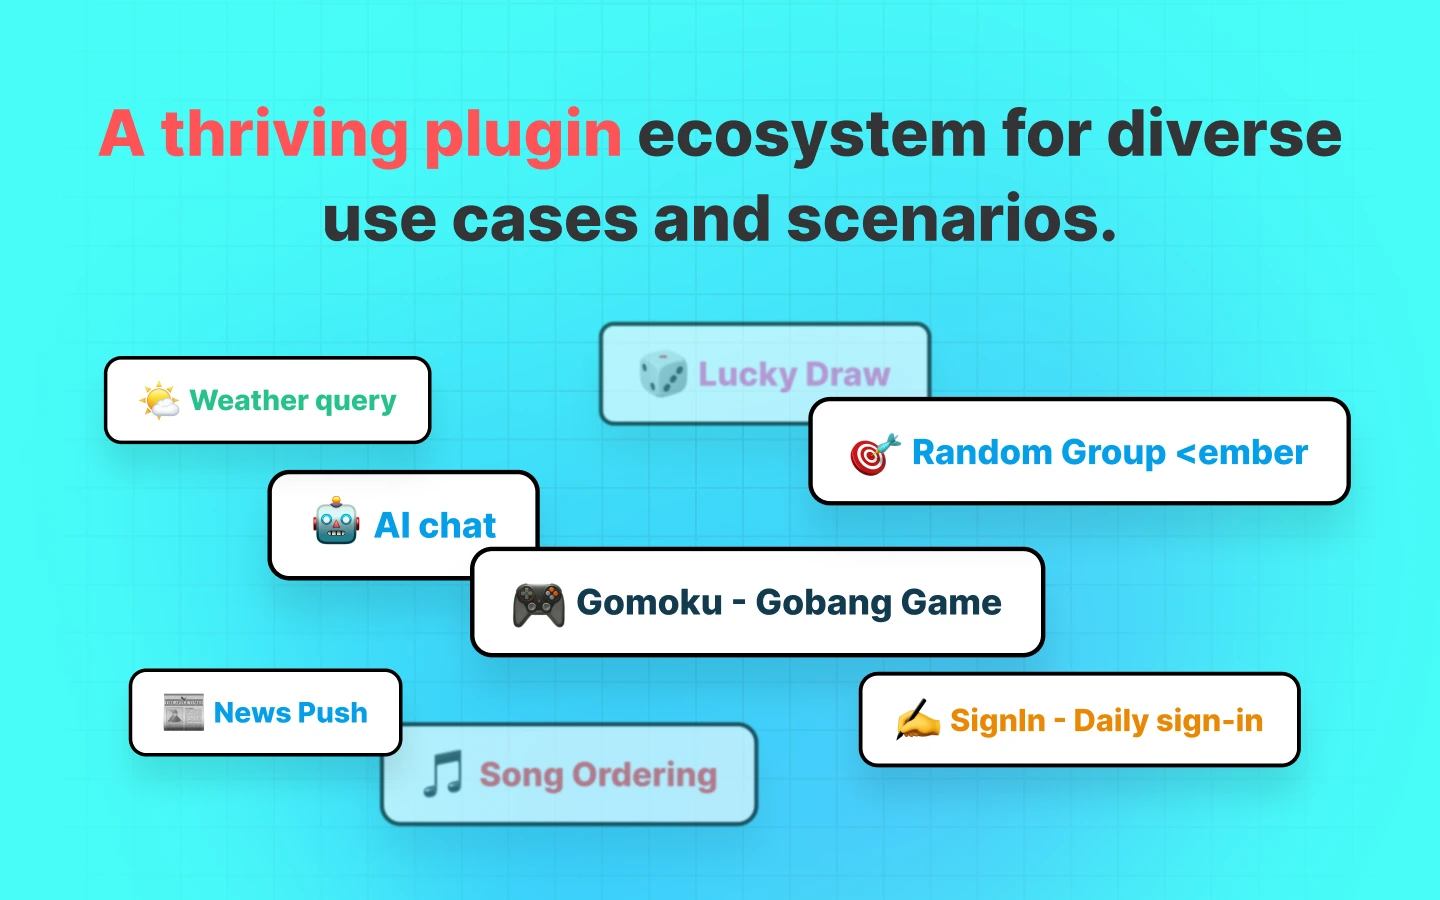 A thriving plugin ecosystem for diverse
use cases and scenarios.
Lucky Draw
Weather query
Random Group <ember
AI chat
Gomoku - Gobang Game
News Push
SignIn - Daily sign-in
Song Ordering